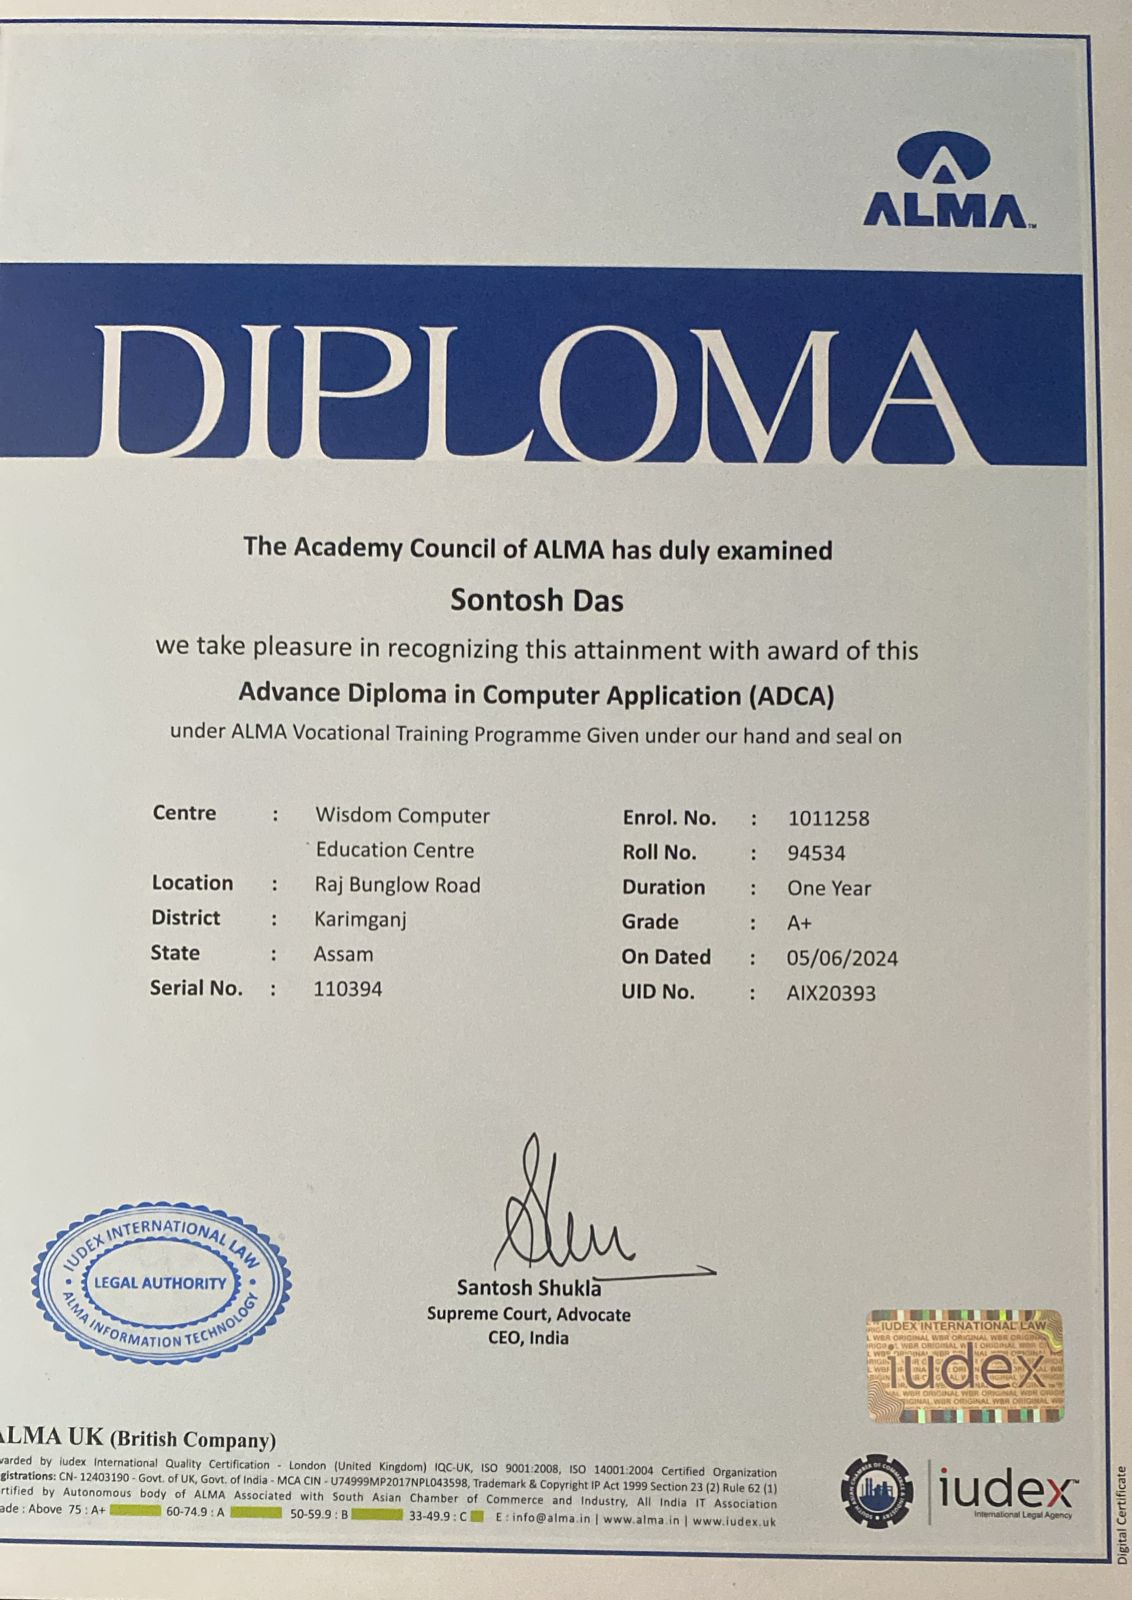 ALMA™
DIPLOMA
The Academy Council of ALMA has duly examined
Sontosh Das
we take pleasure in recognizing this attainment with award of this
Advance Diploma in Computer Application (ADCA)
under ALMA Vocational Training Programme Given under our hand and seal on
Centre : Wisdom Computer
Education Centre
Location : Raj Bunglow Road
District : Karimganj
State : Assam
Serial No. : 110394
Enrol. No. : 1011258
Roll No. : 94534
Duration : One Year
Grade : A+
On Dated : 05/06/2024
UID No. : AIX20393
IUDEX INTERNATIONAL LAW
LEGAL AUTHORITY
ALMA INFORMATION TECHNOLOGY
Santosh Shukla
Supreme Court, Advocate
CEO, India
IUDEX INTERNATIONAL LAW
iudex
ALMA UK (British Company)
by iudex International Quality Certification - London (United Kingdom) IQC-UK, ISO 9001:2008, ISO 14001:2004 Certified Organization
CN- 12403190 - Govt. of UK, Govt. of India - MCA CIN - U74999MP2017NPL043598, Trademark & Copyright IP Act 1999 Section 23 (2) Rule 62 (1)
by Autonomous body of ALMA Associated with South Asian Chamber of Commerce and Industry, All India IT Association
: Above 75 : A+ 60-74.9 : A 50-59.9 : B 33-49.9 : C E : info@alma.in | www.alma.in | www.iudex.uk
iudex™
International Legal Agency
Digital Certificate